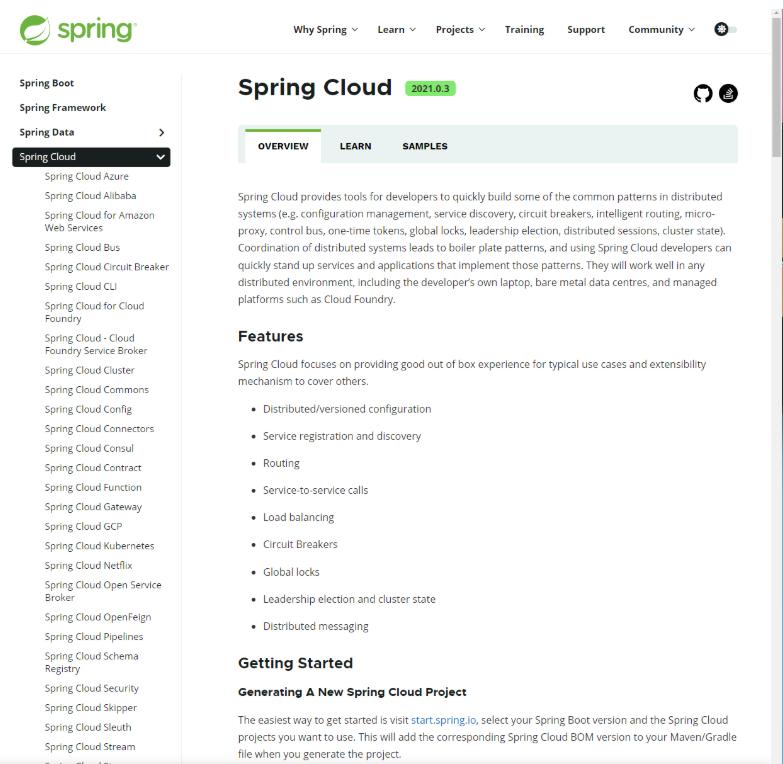 spring
Why Spring
Learn
Projects
Training
Support
Community
Spring Boot
Spring Framework
Spring Data
Spring Cloud
Spring Cloud Azure
Spring Cloud Alibaba
Spring Cloud for Amazon
Web Services
Spring Cloud Bus
Spring Cloud Circuit Breaker
Spring Cloud CLI
Spring Cloud for Cloud
Foundry
Spring Cloud - Cloud
Foundry Service Broker
Spring Cloud Cluster
Spring Cloud Commons
Spring Cloud Config
Spring Cloud Connectors
Spring Cloud Consul
Spring Cloud Contract
Spring Cloud Function
Spring Cloud Gateway
Spring Cloud GCP
Spring Cloud Kubernetes
Spring Cloud Netflix
Spring Cloud Open Service
Broker
Spring Cloud OpenFeign
Spring Cloud Pipelines
Spring Cloud Schema
Registry
Spring Cloud Security
Spring Cloud Skipper
Spring Cloud Sleuth
Spring Cloud Stream
Spring Cloud 2021.0.3
OVERVIEW LEARN SAMPLES
Spring Cloud provides tools for developers to quickly build some of the common patterns in distributed
systems (e.g. configuration management, service discovery, circuit breakers, intelligent routing, micro-
proxy, control bus, one-time tokens, global locks, leadership election, distributed sessions, cluster state).
Coordination of distributed systems leads to boiler plate patterns, and using Spring Cloud developers can
quickly stand up services and applications that implement those patterns. They will work well in any
distributed environment, including the developer's own laptop, bare metal data centres, and managed
platforms such as Cloud Foundry.
Features
Spring Cloud focuses on providing good out of box experience for typical use cases and extensibility
mechanism to cover others.
Distributed/versioned configuration
Service registration and discovery
Routing
Service-to-service calls
Load balancing
Circuit Breakers
Global locks
Leadership election and cluster state
Distributed messaging
Getting Started
Generating A New Spring Cloud Project
The easiest way to get started is visit start.spring.io, select your Spring Boot version and the Spring Cloud
projects you want to use. This will add the corresponding Spring Cloud BOM version to your Maven/Gradle
file when you generate the project.